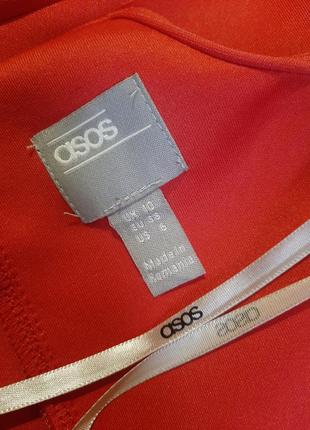 asos
UK 10
EU 38
US 6
Made in
Romania
asos
asos